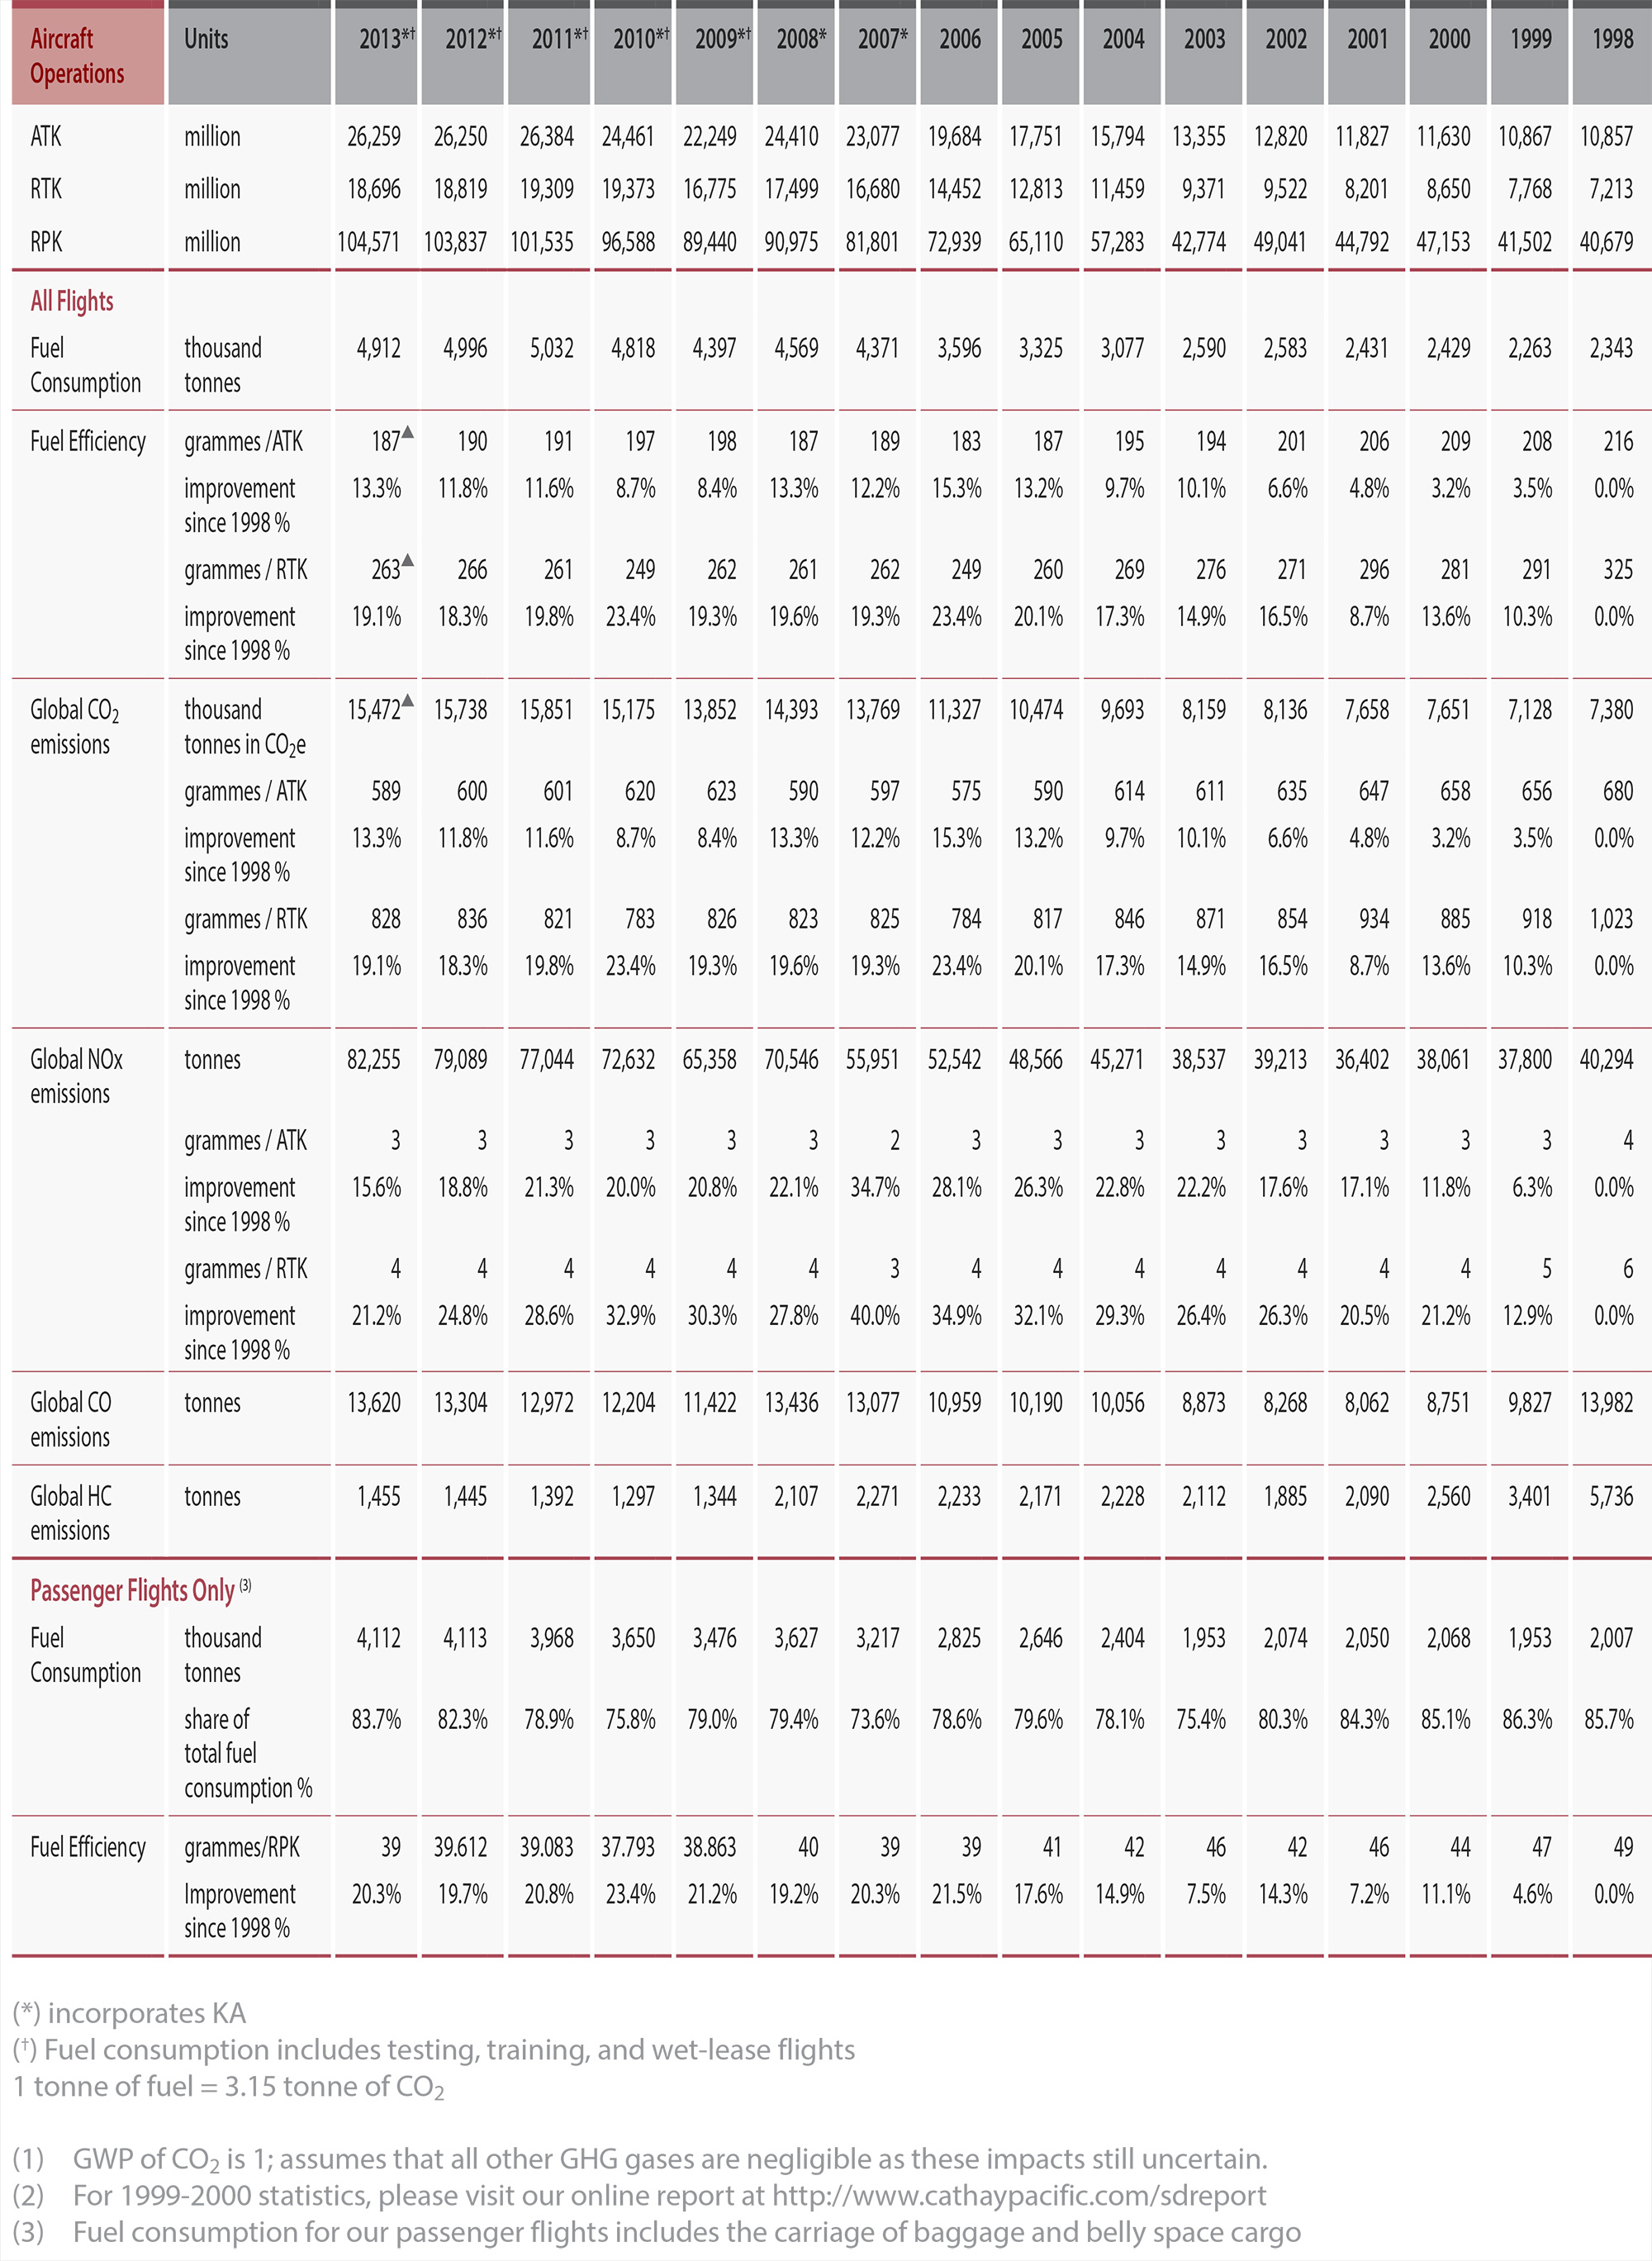 Aircraft Operations Units 2013*† 2012*† 2011*† 2010*† 2009*† 2008* 2007* 2006 2005 2004 2003 2002 2001 2000 1999 1998
ATK million 26,259 26,250 26,384 24,461 22,249 24,410 23,077 19,684 17,751 15,794 13,355 12,820 11,827 11,630 10,867 10,857
RTK million 18,696 18,819 19,309 19,373 16,775 17,499 16,680 14,452 12,813 11,459 9,371 9,522 8,201 8,650 7,768 7,213
RPK million 104,571 103,837 101,535 96,588 89,440 90,975 81,801 72,939 65,110 57,283 42,774 49,041 44,792 47,153 41,502 40,679
All Flights
Fuel Consumption thousand tonnes 4,912 4,996 5,032 4,818 4,397 4,569 4,371 3,596 3,325 3,077 2,590 2,583 2,431 2,429 2,263 2,343
Fuel Efficiency grammes /ATK 187▲ 190 191 197 198 187 189 183 187 195 194 201 206 209 208 216
improvement since 1998 % 13.3% 11.8% 11.6% 8.7% 8.4% 13.3% 12.2% 15.3% 13.2% 9.7% 10.1% 6.6% 4.8% 3.2% 3.5% 0.0%
grammes / RTK 263▲ 266 261 249 262 261 262 249 260 269 276 271 296 281 291 325
improvement since 1998 % 19.1% 18.3% 19.8% 23.4% 19.3% 19.6% 19.3% 23.4% 20.1% 17.3% 14.9% 16.5% 8.7% 13.6% 10.3% 0.0%
Global CO2 emissions thousand tonnes in CO2e 15,472▲ 15,738 15,851 15,175 13,852 14,393 13,769 11,327 10,474 9,693 8,159 8,136 7,658 7,651 7,128 7,380
grammes / ATK 589 600 601 620 623 590 597 575 590 614 611 635 647 658 656 680
improvement since 1998 % 13.3% 11.8% 11.6% 8.7% 8.4% 13.3% 12.2% 15.3% 13.2% 9.7% 10.1% 6.6% 4.8% 3.2% 3.5% 0.0%
grammes / RTK 828 836 821 783 826 823 825 784 817 846 871 854 934 885 918 1,023
improvement since 1998 % 19.1% 18.3% 19.8% 23.4% 19.3% 19.6% 19.3% 23.4% 20.1% 17.3% 14.9% 16.5% 8.7% 13.6% 10.3% 0.0%
Global NOx emissions tonnes 82,255 79,089 77,044 72,632 65,358 70,546 55,951 52,542 48,566 45,271 38,537 39,213 36,402 38,061 37,800 40,294
grammes / ATK 3 3 3 3 3 3 2 3 3 3 3 3 3 3 3 4
improvement since 1998 % 15.6% 18.8% 21.3% 20.0% 20.8% 22.1% 34.7% 28.1% 26.3% 22.8% 22.2% 17.6% 17.1% 11.8% 6.3% 0.0%
grammes / RTK 4 4 4 4 4 4 3 4 4 4 4 4 4 4 5 6
improvement since 1998 % 21.2% 24.8% 28.6% 32.9% 30.3% 27.8% 40.0% 34.9% 32.1% 29.3% 26.4% 26.3% 20.5% 21.2% 12.9% 0.0%
Global CO emissions tonnes 13,620 13,304 12,972 12,204 11,422 13,436 13,077 10,959 10,190 10,056 8,873 8,268 8,062 8,751 9,827 13,982
Global HC emissions tonnes 1,455 1,445 1,392 1,297 1,344 2,107 2,271 2,233 2,171 2,228 2,112 1,885 2,090 2,560 3,401 5,736
Passenger Flights Only (3)
Fuel Consumption thousand tonnes 4,112 4,113 3,968 3,650 3,476 3,627 3,217 2,825 2,646 2,404 1,953 2,074 2,050 2,068 1,953 2,007
share of total fuel consumption % 83.7% 82.3% 78.9% 75.8% 79.0% 79.4% 73.6% 78.6% 79.6% 78.1% 75.4% 80.3% 84.3% 85.1% 86.3% 85.7%
Fuel Efficiency grammes/RPK 39 39.612 39.083 37.793 38.863 40 39 39 41 42 46 42 46 44 47 49
Improvement since 1998 % 20.3% 19.7% 20.8% 23.4% 21.2% 19.2% 20.3% 21.5% 17.6% 14.9% 7.5% 14.3% 7.2% 11.1% 4.6% 0.0%
(*) incorporates KA
(†) Fuel consumption includes testing, training, and wet-lease flights
1 tonne of fuel = 3.15 tonne of CO2
(1) GWP of CO2 is 1; assumes that all other GHG gases are negligible as these impacts still uncertain.
(2) For 1999-2000 statistics, please visit our online report at http://www.cathaypacific.com/sdreport
(3) Fuel consumption for our passenger flights includes the carriage of baggage and belly space cargo